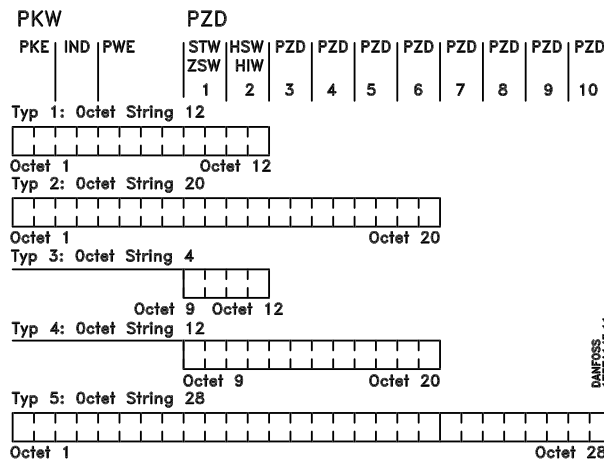 PKW PZD
PKE IND PWE STW HSW PZD PZD PZD PZD PZD PZD PZD PZD
ZSW HIW
1 2 3 4 5 6 7 8 9 10
Typ 1: Octet String 12
Octet 1 Octet 12
Typ 2: Octet String 20
Octet 1 Octet 20
Typ 3: Octet String 4
Octet 9 Octet 12
Typ 4: Octet String 12
Octet 9 Octet 20
DANFOSS
Typ 5: Octet String 28
Octet 1 Octet 28